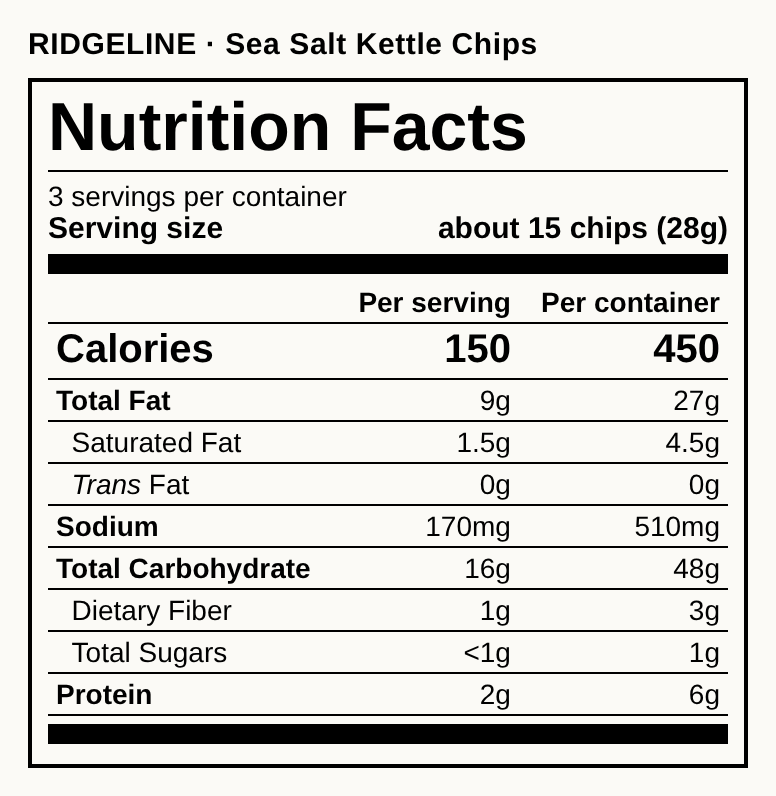 RIDGELINE · Sea Salt Kettle Chips
Nutrition Facts
3 servings per container
Serving size about 15 chips (28g)
Per serving Per container
Calories 150 450
Total Fat 9g 27g
Saturated Fat 1.5g 4.5g
Trans Fat 0g 0g
Sodium 170mg 510mg
Total Carbohydrate 16g 48g
Dietary Fiber 1g 3g
Total Sugars <1g 1g
Protein 2g 6g